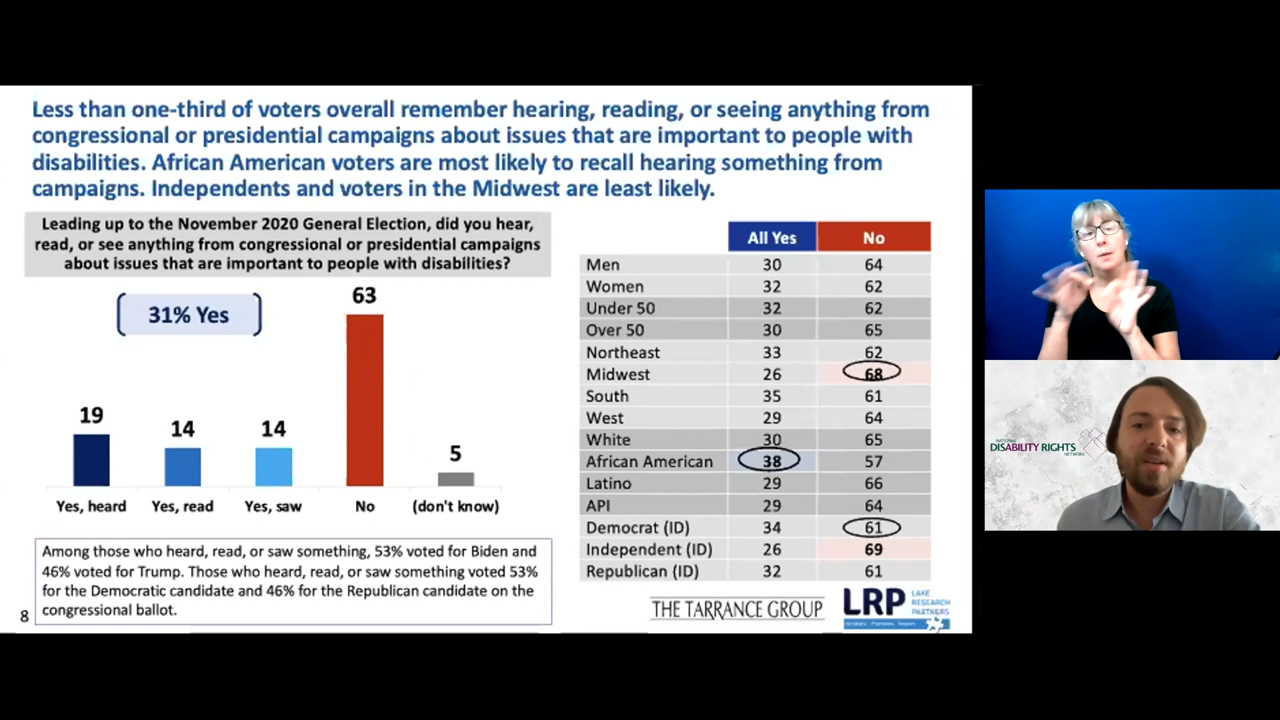 Less than one-third of voters overall remember hearing, reading, or seeing anything from
congressional or presidential campaigns about issues that are important to people with
disabilities. African American voters are most likely to recall hearing something from
campaigns. Independents and voters in the Midwest are least likely.
Leading up to the November 2020 General Election, did you hear,
read, or see anything from congressional or presidential campaigns
about issues that are important to people with disabilities?
31% Yes
19
14
14
63
5
Yes, heard
Yes, read
Yes, saw
No
(don't know)
Among those who heard, read, or saw something, 53% voted for Biden and
46% voted for Trump. Those who heard, read, or saw something voted 53%
for the Democratic candidate and 46% for the Republican candidate on the
congressional ballot.
8
All Yes No
Men 30 64
Women 32 62
Under 50 32 62
Over 50 30 65
Northeast 33 62
Midwest 26 68
South 35 61
West 29 64
White 30 65
African American 38 57
Latino 29 66
API 29 64
Democrat (ID) 34 61
Independent (ID) 26 69
Republican (ID) 32 61
THE TARRANCE GROUP
LRP
LAKE
RESEARCH
PARTNERS
NATIONAL
DISABILITY RIGHTS
NETWORK